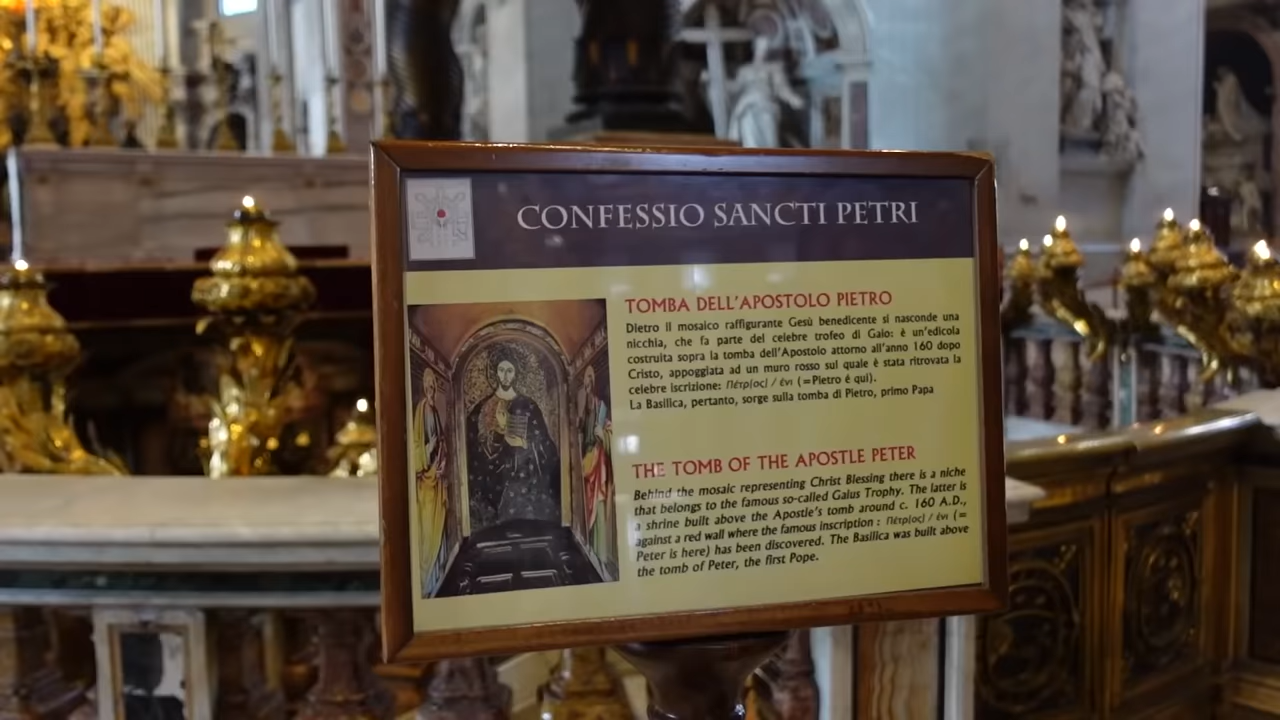 CONFESSIO SANCTI PETRI
TOMBA DELL'APOSTOLO PIETRO
Dietro il mosaico raffigurante Gesù benedicente si nasconde una
nicchia, che fa parte del celebre trofeo di Gaio: è un'edicola
costruita sopra la tomba dell'Apostolo attorno all'anno 160 dopo
Cristo, appoggiata ad un muro rosso sul quale è stata ritrovata la
celebre iscrizione: Πέτρ[ος] / ένι (=Pietro é qui).
La Basilica, pertanto, sorge sulla tomba di Pietro, primo Papa
THE TOMB OF THE APOSTLE PETER
Behind the mosaic representing Christ Blessing there is a niche
that belongs to the famous so-called Gaius Trophy. The latter is
a shrine built above the Apostle's tomb around c. 160 A.D.,
against a red wall where the famous inscription : Πέτρ[ος] / ένι (=
Peter is here) has been discovered. The Basilica was built above
the tomb of Peter, the first Pope.